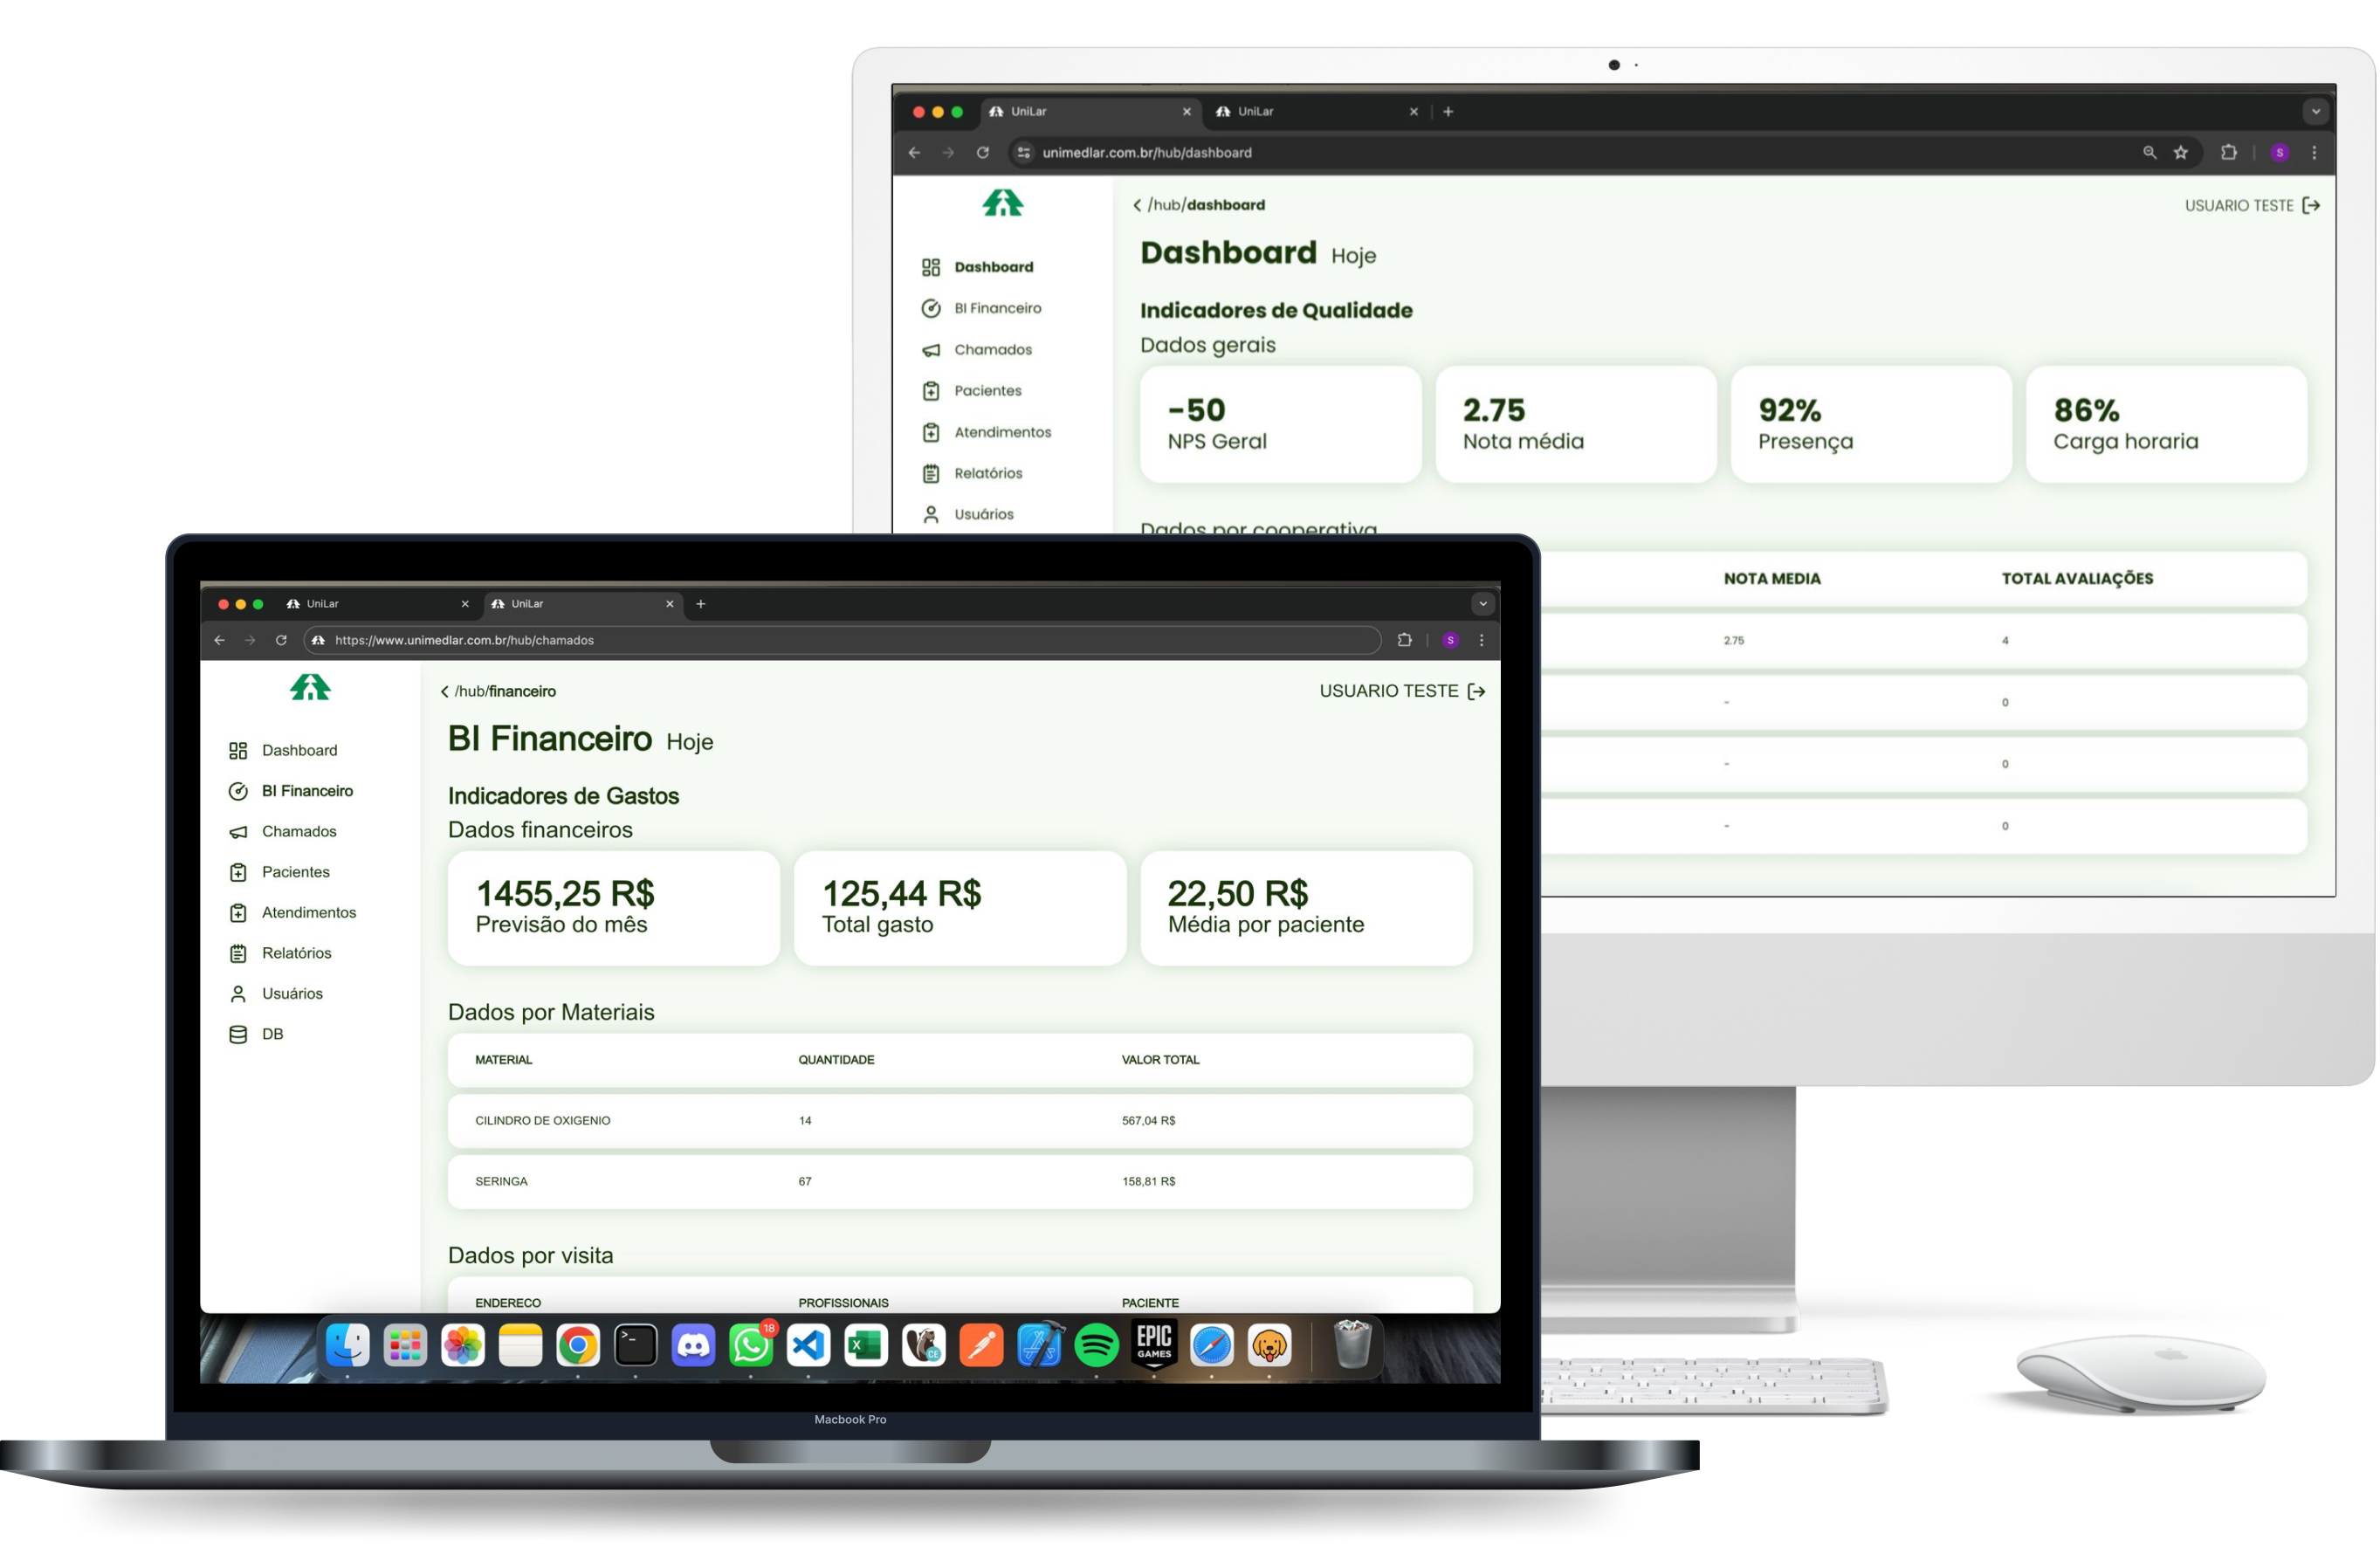 UniLar
UniLar
unimedlar.com.br/hub/dashboard
S
/hub/dashboard
USUARIO TESTE
Dashboard Hoje
Dashboard
BI Financeiro
Chamados
Pacientes
Atendimentos
Relatórios
Usuários
Indicadores de Qualidade
Dados gerais
-50
NPS Geral
2.75
Nota média
92%
Presença
86%
Carga horaria
Dados por cooperativa
NOTA MEDIA TOTAL AVALIAÇÕES
2.75 4
- 0
- 0
- 0
UniLar
UniLar
https://www.unimedlar.com.br/hub/chamados
S
/hub/financeiro
USUARIO TESTE
BI Financeiro Hoje
Dashboard
BI Financeiro
Chamados
Pacientes
Atendimentos
Relatórios
Usuários
DB
Indicadores de Gastos
Dados financeiros
1455,25 R$
Previsão do mês
125,44 R$
Total gasto
22,50 R$
Média por paciente
Dados por Materiais
MATERIAL QUANTIDADE VALOR TOTAL
CILINDRO DE OXIGENIO 14 567,04 R$
SERINGA 67 158,81 R$
Dados por visita
ENDERECO PROFISSIONAIS PACIENTE
18
CE
EPIC
GAMES
Macbook Pro